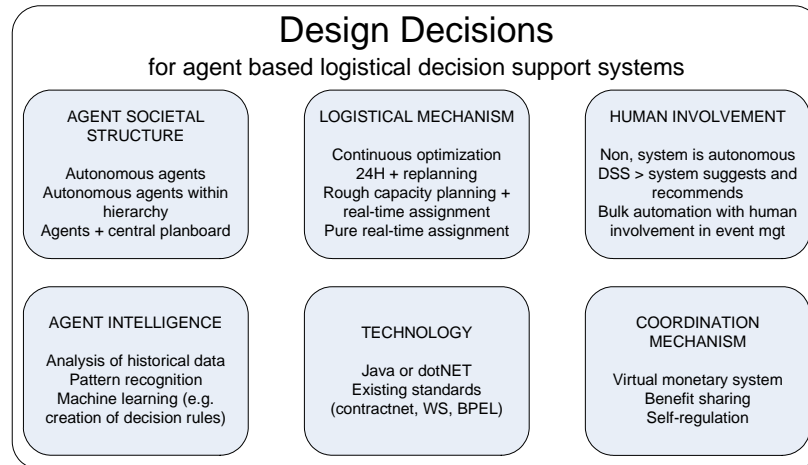 Design Decisions
for agent based logistical decision support systems
AGENT SOCIETAL
STRUCTURE
Autonomous agents
Autonomous agents within
hierarchy
Agents + central planboard
LOGISTICAL MECHANISM
Continuous optimization
24H + replanning
Rough capacity planning +
real-time assignment
Pure real-time assignment
HUMAN INVOLVEMENT
Non, system is autonomous
DSS > system suggests and
recommends
Bulk automation with human
involvement in event mgt
AGENT INTELLIGENCE
Analysis of historical data
Pattern recognition
Machine learning (e.g.
creation of decision rules)
TECHNOLOGY
Java or dotNET
Existing standards
(contractnet, WS, BPEL)
COORDINATION
MECHANISM
Virtual monetary system
Benefit sharing
Self-regulation